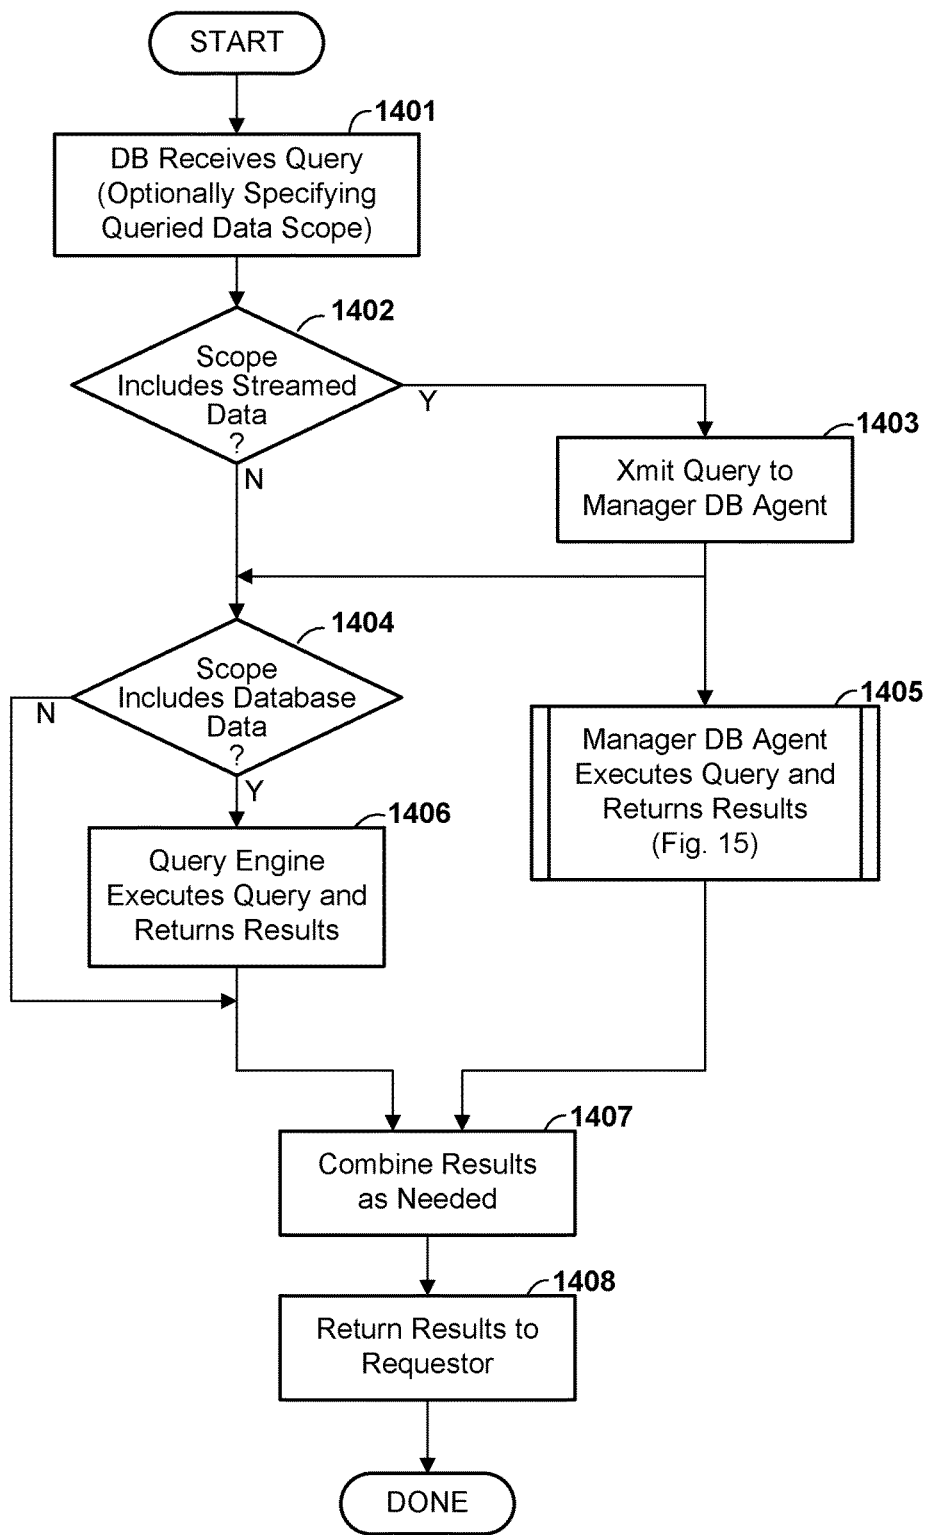 START
1401
DB Receives Query
(Optionally Specifying
Queried Data Scope)
1402
Scope
Includes Streamed
Data
?
Y
N
1403
Xmit Query to
Manager DB Agent
1404
Scope
Includes Database
Data
?
N
Y
1405
Manager DB Agent
Executes Query and
Returns Results
(Fig. 15)
1406
Query Engine
Executes Query and
Returns Results
1407
Combine Results
as Needed
1408
Return Results to
Requestor
DONE